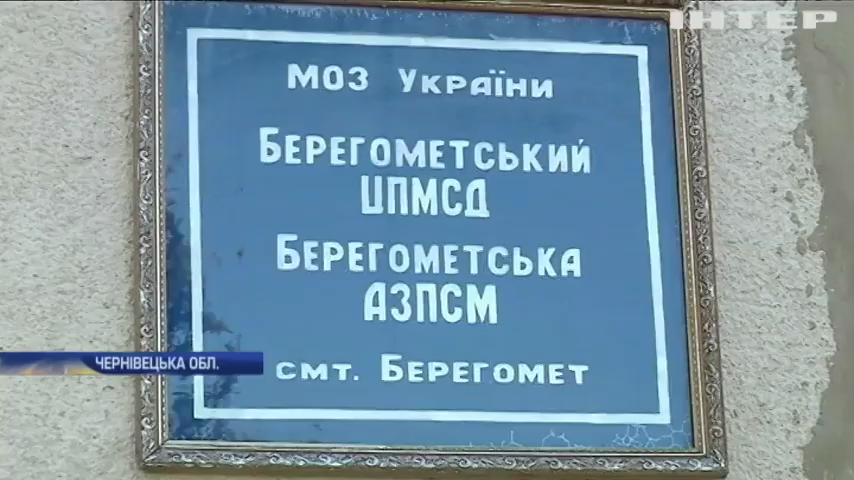 ІНТЕР
МОЗ УКРАЇНИ
БЕРЕГОМЕТСЬКИЙ
ЦПМСД
БЕРЕГОМЕТСЬКА
АЗПСМ
ЧЕРНІВЕЦЬКА ОБЛ.
СМТ. БЕРЕГОМЕТ